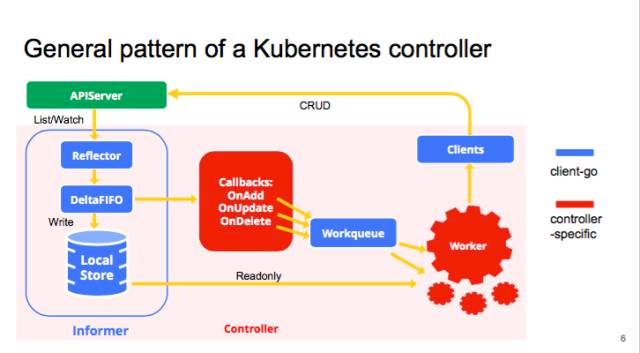 General pattern of a Kubernetes controller
APIServer
CRUD
List/Watch
Reflector
Clients
client-go
Callbacks:
OnAdd
OnUpdate
OnDelete
DeltaFIFO
controller
-specific
Write
Workqueue
Worker
Local
Store
Readonly
Informer
Controller
6